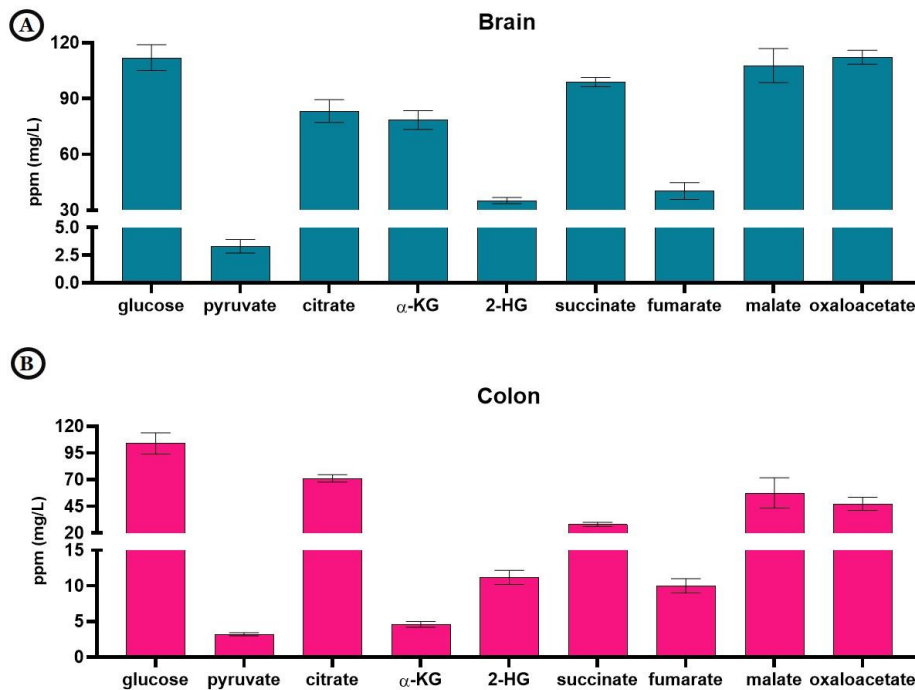 A
Brain
ppm (mg/L)
120
90
60
30
5.0
2.5
0.0
glucose pyruvate citrate α-KG 2-HG succinate fumarate malate oxaloacetate
B
Colon
ppm (mg/L)
120
95
70
45
20
15
10
5
0
glucose pyruvate citrate α-KG 2-HG succinate fumarate malate oxaloacetate